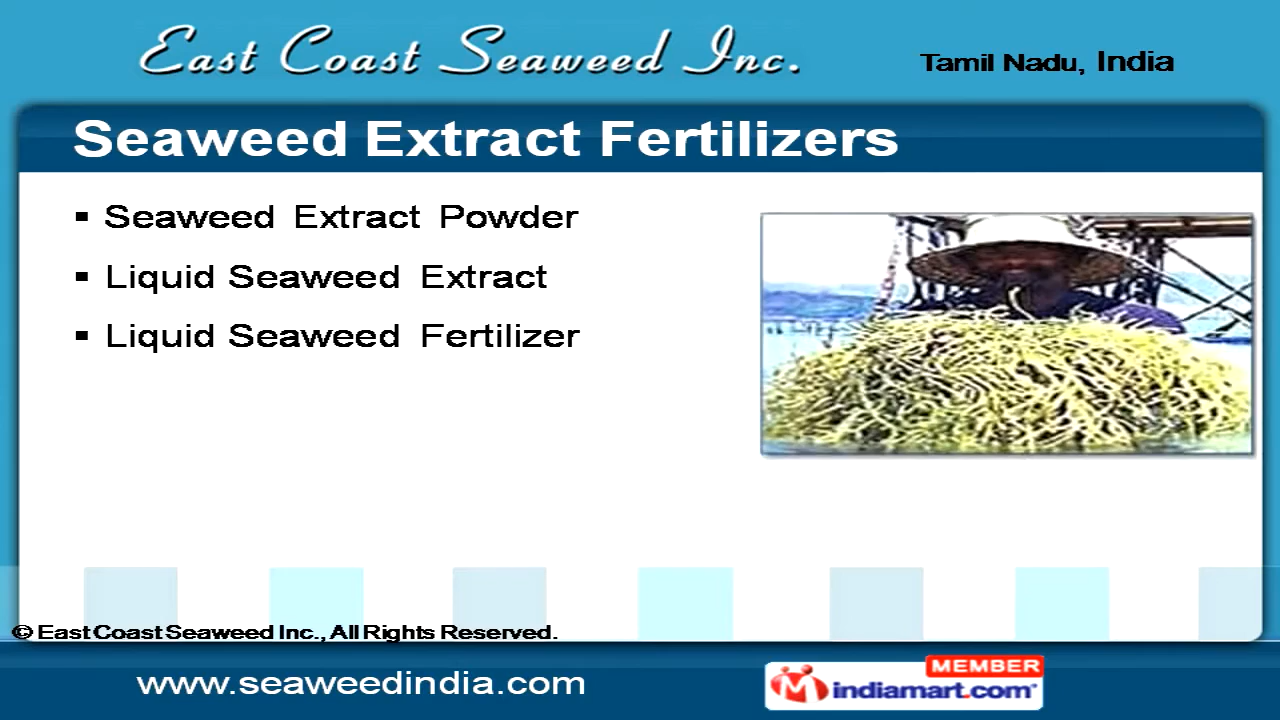 East Coast Seaweed Inc.
Tamil Nadu, India
Seaweed Extract Fertilizers
▪ Seaweed Extract Powder
▪ Liquid Seaweed Extract
▪ Liquid Seaweed Fertilizer
© East Coast Seaweed Inc., All Rights Reserved.
www.seaweedindia.com
MEMBER
indiamart.com